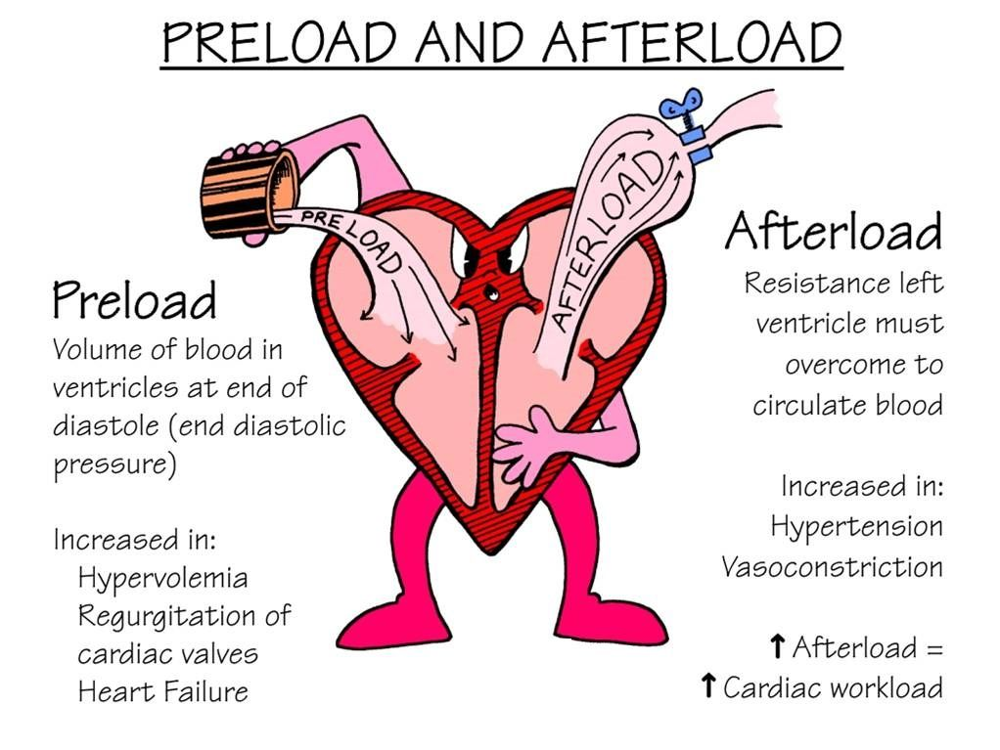 PRELOAD AND AFTERLOAD
PRELOAD
AFTERLOAD
Preload
Volume of blood in
ventricles at end of
diastole (end diastolic
pressure)
Increased in:
Hypervolemia
Regurgitation of
cardiac valves
Heart Failure
Afterload
Resistance left
ventricle must
overcome to
circulate blood
Increased in:
Hypertension
Vasoconstriction
↑ Afterload =
↑ Cardiac workload